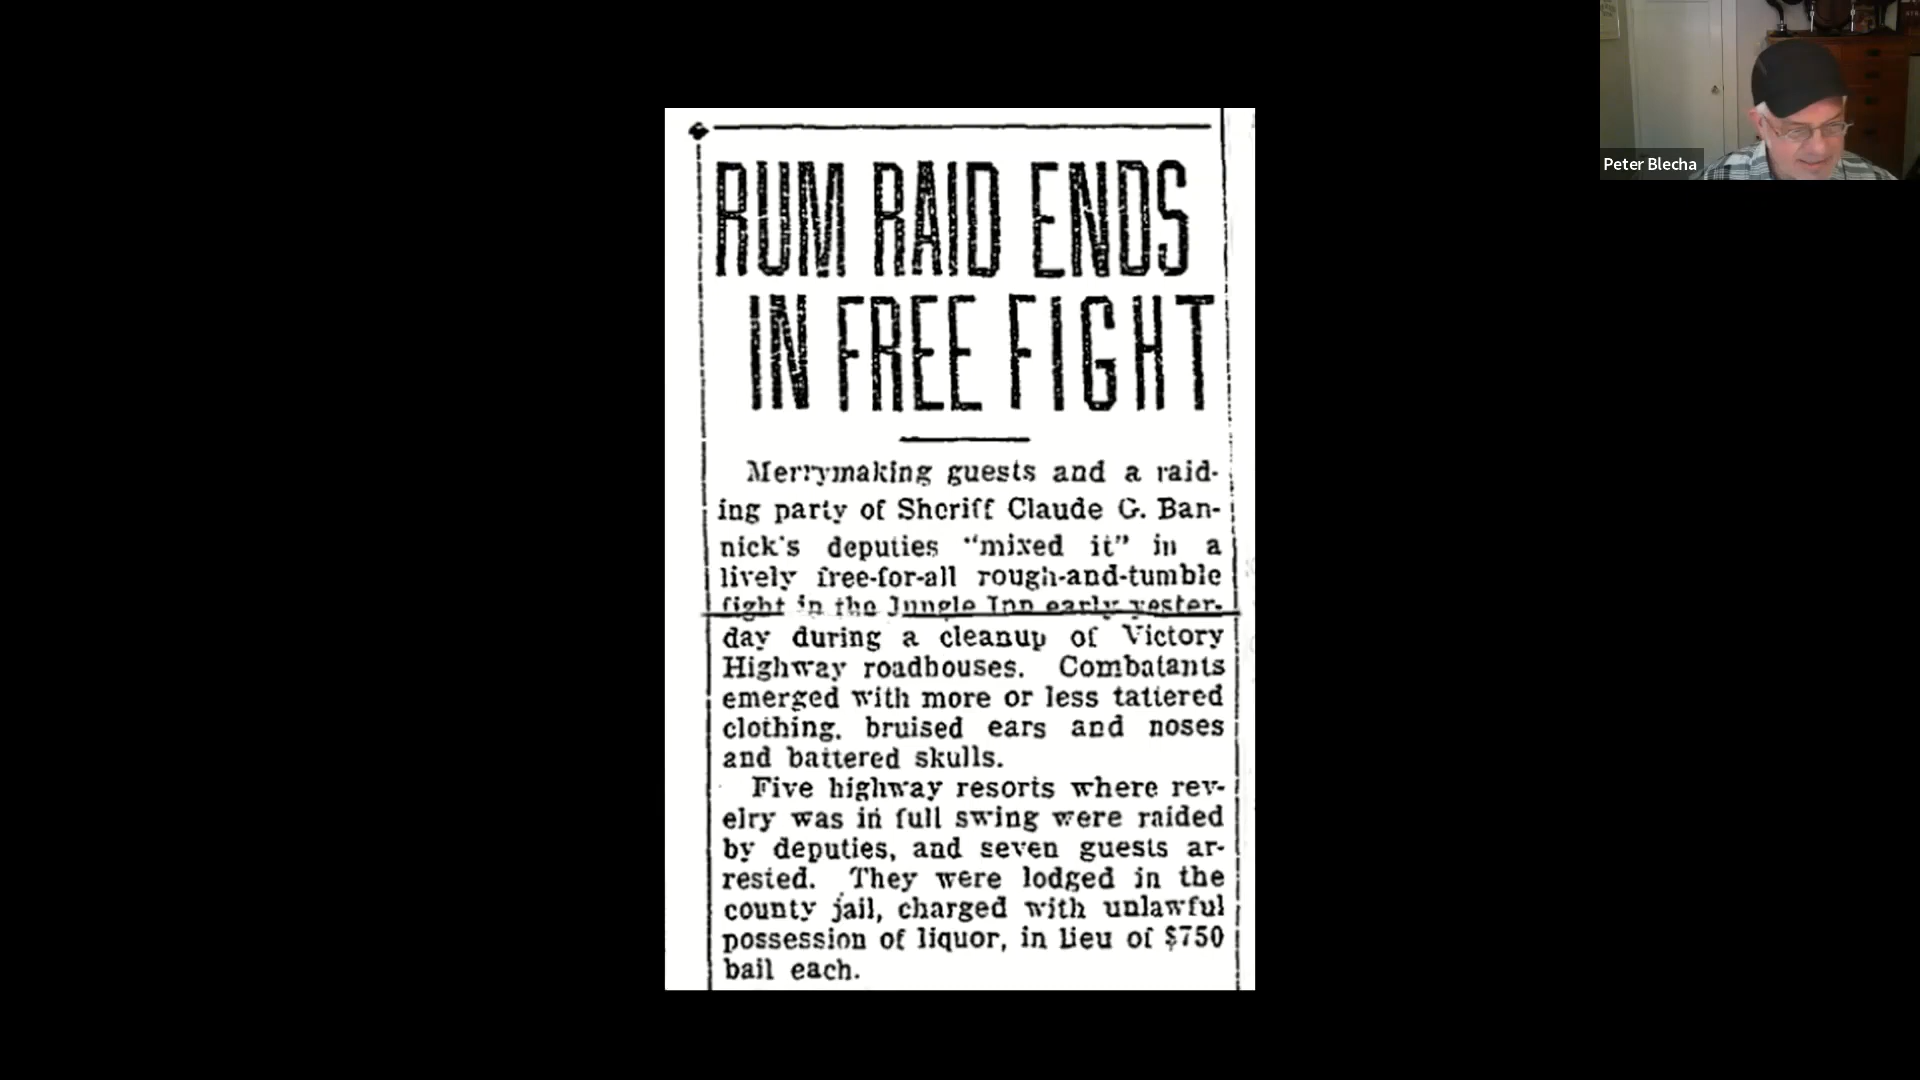 RUM RAID ENDS
IN FREE FIGHT
Merrymaking guests and a raid-
ing party of Sheriff Claude G. Ban-
nick's deputies "mixed it" in a
lively free-for-all rough-and-tumble
fight in the Jungle Inn early yester-
day during a cleanup of Victory
Highway roadhouses. Combatants
emerged with more or less tattered
clothing, bruised ears and noses
and battered skulls.
Five highway resorts where rev-
elry was in full swing were raided
by deputies, and seven guests ar-
rested. They were lodged in the
county jail, charged with unlawful
possession of liquor, in lieu of $750
bail each.
Peter Blecha